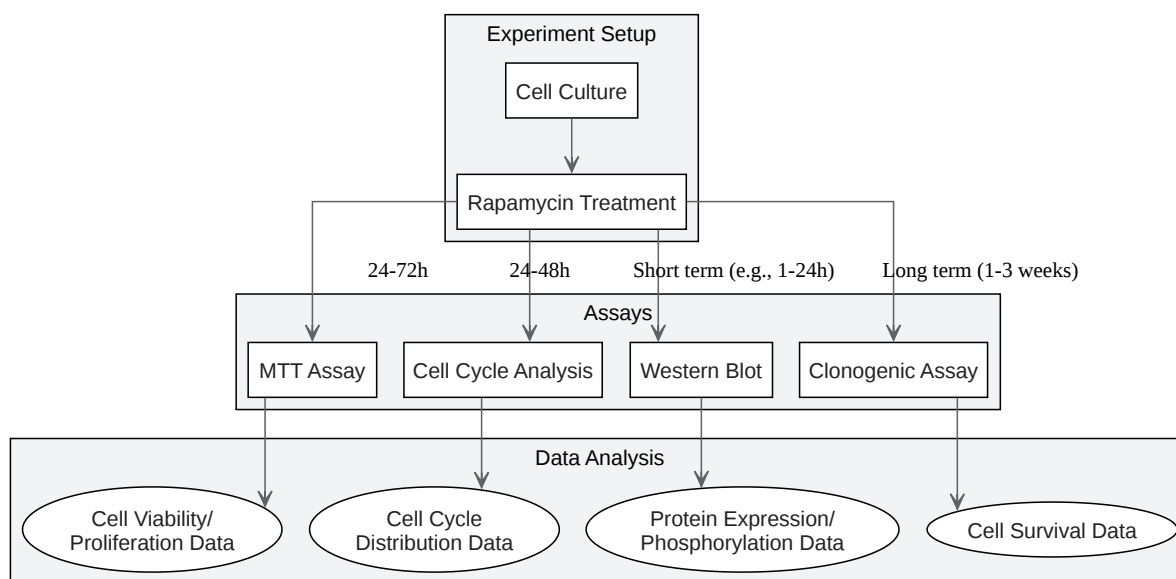 Experiment Setup
Cell Culture
Rapamycin Treatment
24-72h
24-48h
Short term (e.g., 1-24h)
Long term (1-3 weeks)
Assays
MTT Assay
Cell Cycle Analysis
Western Blot
Clonogenic Assay
Data Analysis
Cell Viability/
Proliferation Data
Cell Cycle
Distribution Data
Protein Expression/
Phosphorylation Data
Cell Survival Data